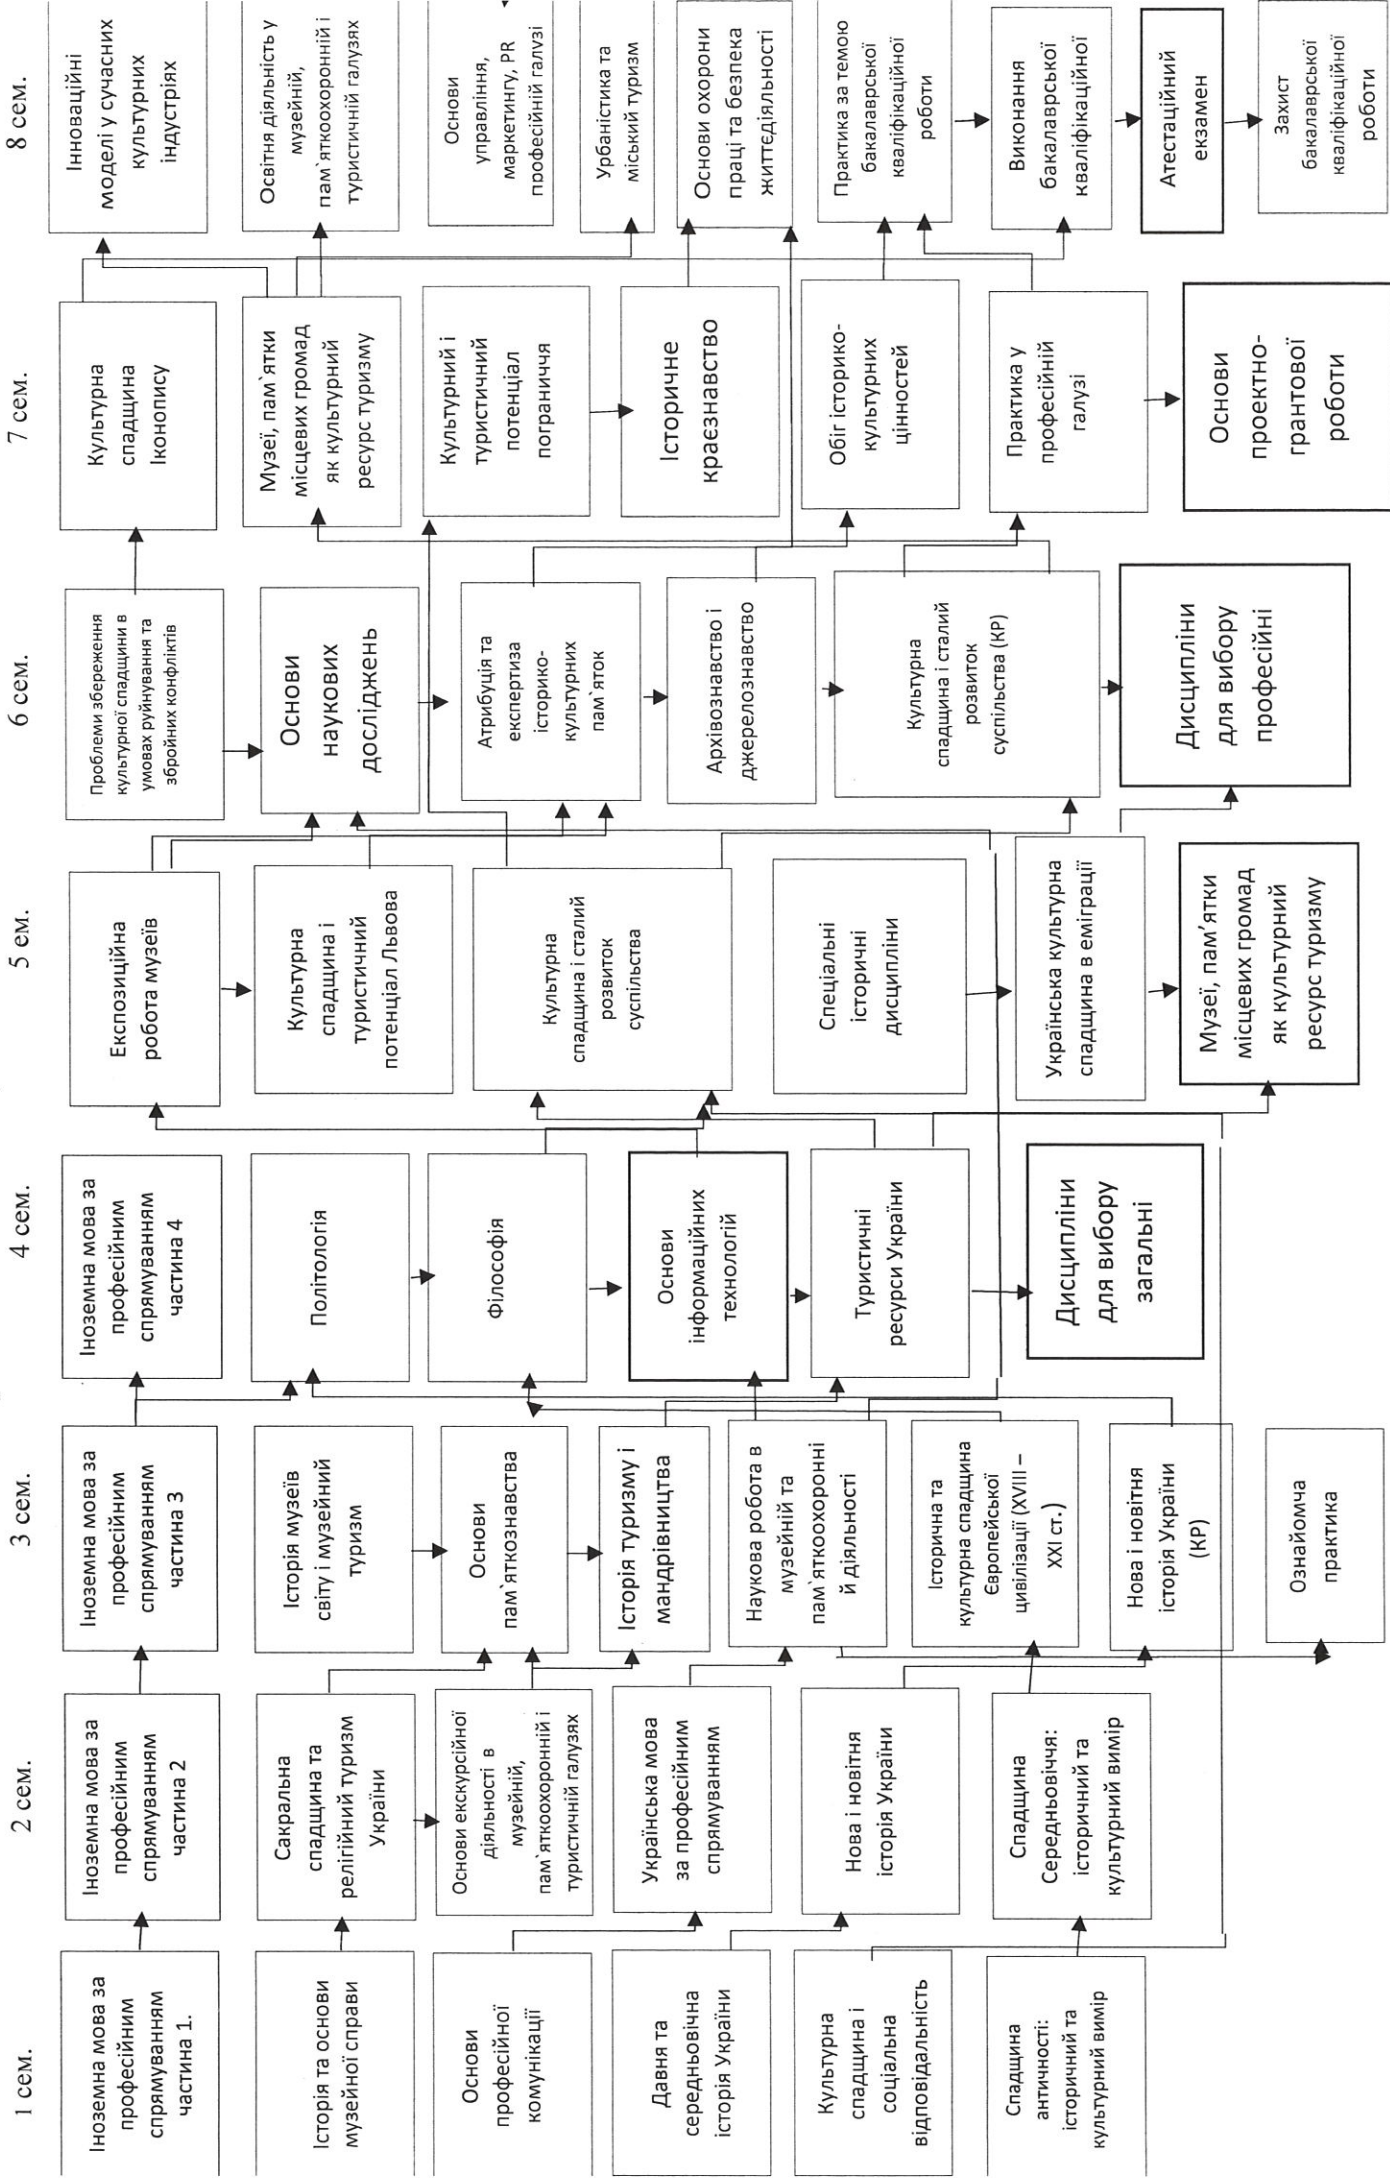 1 сем.
Іноземна мова за
професійним
спрямуванням
частина 1.
Історія та основи
музейної справи
Основи
професійної
комунікації
Давня та
середньовічна
історія України
Культурна
спадщина і
соціальна
відповідальність
Спадщина
античності:
історичний та
культурний вимір
2 сем.
Іноземна мова за
професійним
спрямуванням
частина 2
Сакральна
спадщина та
релігійний туризм
України
Основи екскурсійної
діяльності в
музейній,
пам`яткоохоронній і
туристичній галузях
Українська мова
за професійним
спрямуванням
Нова і новітня
історія України
Спадщина
Середньовіччя:
історичний та
культурний вимір
3 сем.
Іноземна мова за
професійним
спрямуванням
частина 3
Історія музеїв
світу і музейний
туризм
Основи
пам`яткознавства
Історія туризму і
мандрівництва
Наукова робота в
музейній та
пам`яткоохоронні
й діяльності
Історична та
культурна спадщина
Європейської
цивілізації (XVIII –
XXI ст.)
Нова і новітня
історія України
(КР)
Ознайомча
практика
4 сем.
Іноземна мова за
професійним
спрямуванням
частина 4
Політологія
Філософія
Основи
інформаційних
технологій
Туристичні
ресурси України
Дисципліни
для вибору
загальні
5 ем.
Експозиційна
робота музеїв
Культурна
спадщина і
туристичний
потенціал Львова
Культурна
спадщина і сталий
розвиток
суспільства
Спеціальні
історичні
дисципліни
Українська культурна
спадщина в еміграції
Музеї, пам'ятки
місцевих громад
як культурний
ресурс туризму
6 сем.
Проблеми збереження
культурної спадщини в
умовах руйнування та
збройних конфліктів
Основи
наукових
досліджень
Атрибуція та
експертиза
історико-
культурних
пам`яток
Архівознавство і
джерелознавство
Культурна
спадщина і сталий
розвиток
суспільства (КР)
Дисципліни
для вибору
професійні
7 сем.
Культурна
спадщина
Іконопису
Музеї, пам`ятки
місцевих громад
як культурний
ресурс туризму
Культурний і
туристичний
потенціал
пограниччя
Історичне
краєзнавство
Обіг історико-
культурних
цінностей
Практика у
професійній
галузі
Основи
проектно-
грантової
роботи
8 сем.
Інноваційні
моделі у сучасних
культурних
індустріях
Освітня діяльність у
музейній,
пам`яткоохоронній і
туристичній галузях
Основи
управління,
маркетингу, PR
професійній галузі
Урбаністика та
міський туризм
Основи охорони
праці та безпека
життєдіяльності
Практика за темою
бакалаврської
кваліфікаційної
роботи
Виконання
бакалаврської
кваліфікаційної
Атестаційний
екзамен
Захист
бакалаврської
кваліфікаційної
роботи